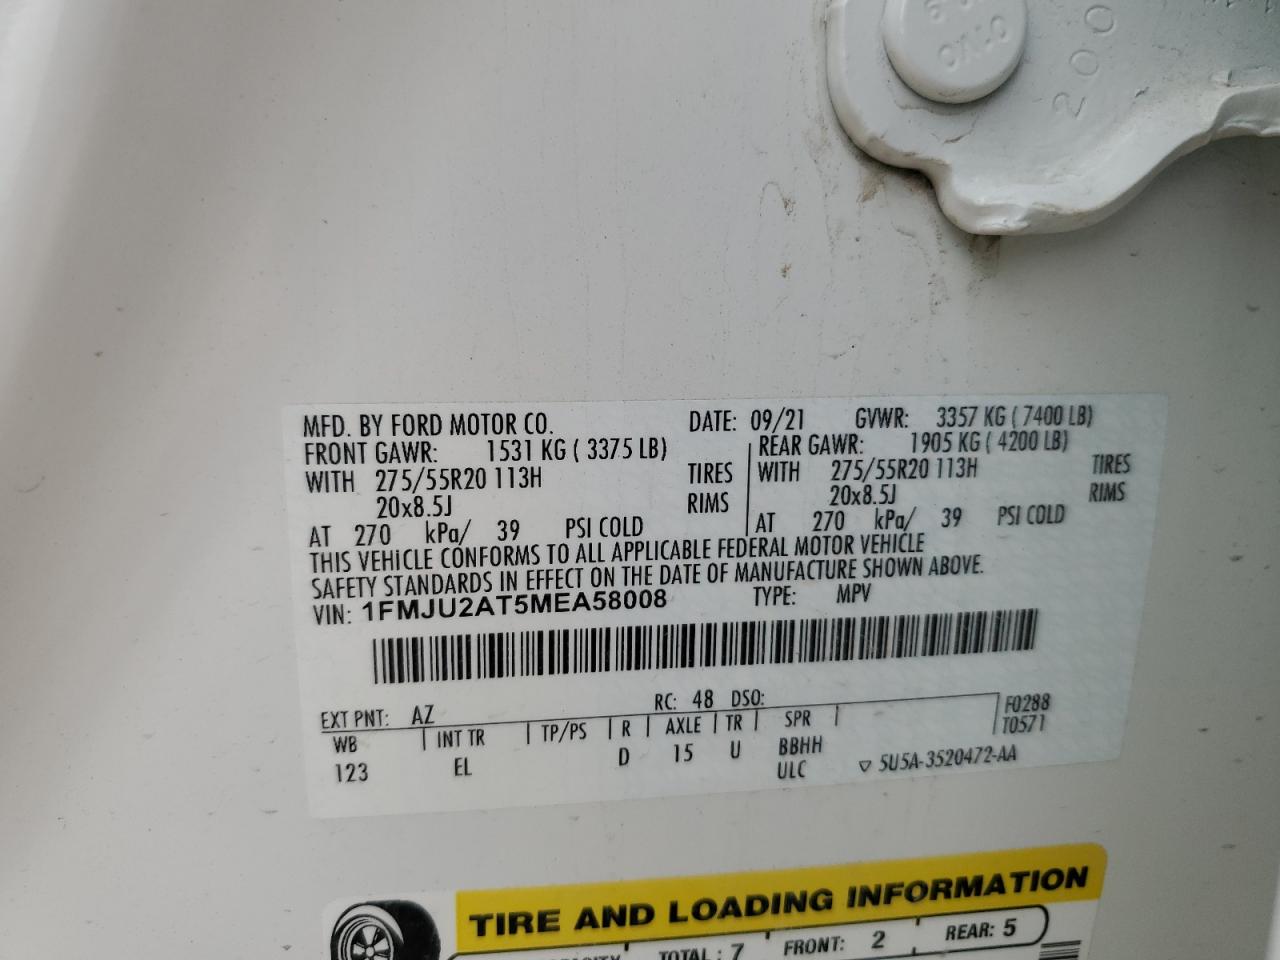 200
MFD. BY FORD MOTOR CO. DATE: 09/21 GVWR: 3357 KG ( 7400 LB)
FRONT GAWR: 1531 KG ( 3375 LB) REAR GAWR: 1905 KG ( 4200 LB)
WITH 275/55R20 113H TIRES WITH 275/55R20 113H TIRES
20x8.5J RIMS 20x8.5J RIMS
AT 270 kPa/ 39 PSI COLD AT 270 kPa/ 39 PSI COLD
THIS VEHICLE CONFORMS TO ALL APPLICABLE FEDERAL MOTOR VEHICLE
SAFETY STANDARDS IN EFFECT ON THE DATE OF MANUFACTURE SHOWN ABOVE.
VIN: 1FMJU2AT5MEA58008 TYPE: MPV
EXT PNT: AZ RC: 48 DSO: F0288
WB INT TR TP/PS R AXLE TR SPR T0571
123 EL D 15 U BBHH
ULC ▽ 5U5A-3520472-AA
TIRE AND LOADING INFORMATION
TOTAL : 7 FRONT: 2 REAR: 5